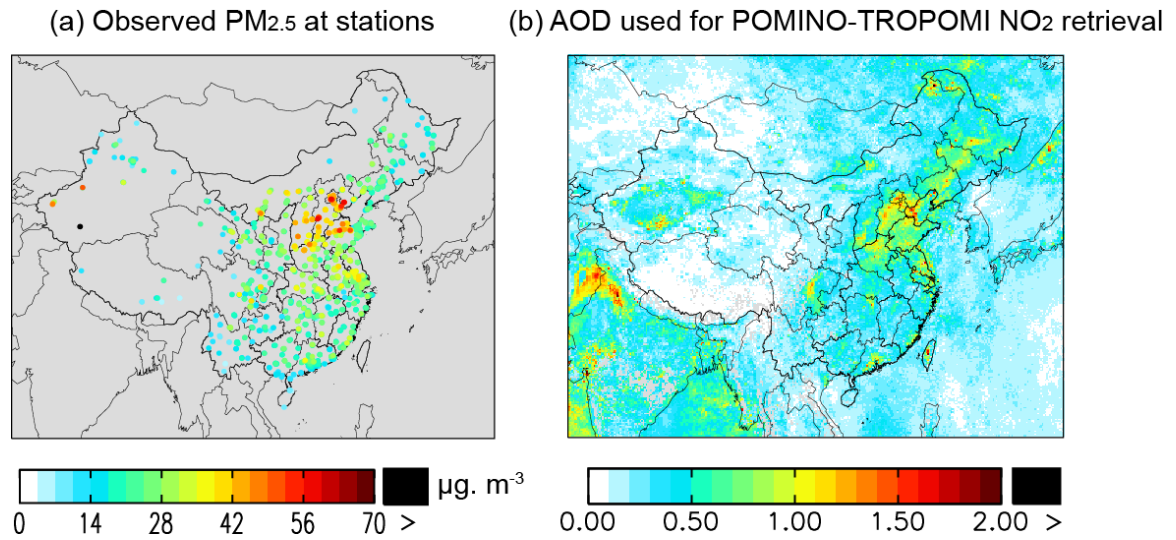 (a) Observed PM2.5 at stations
(b) AOD used for POMINO-TROPOMI NO2 retrieval
0 14 28 42 56 70 > µg. m-3
0.00 0.50 1.00 1.50 2.00 >